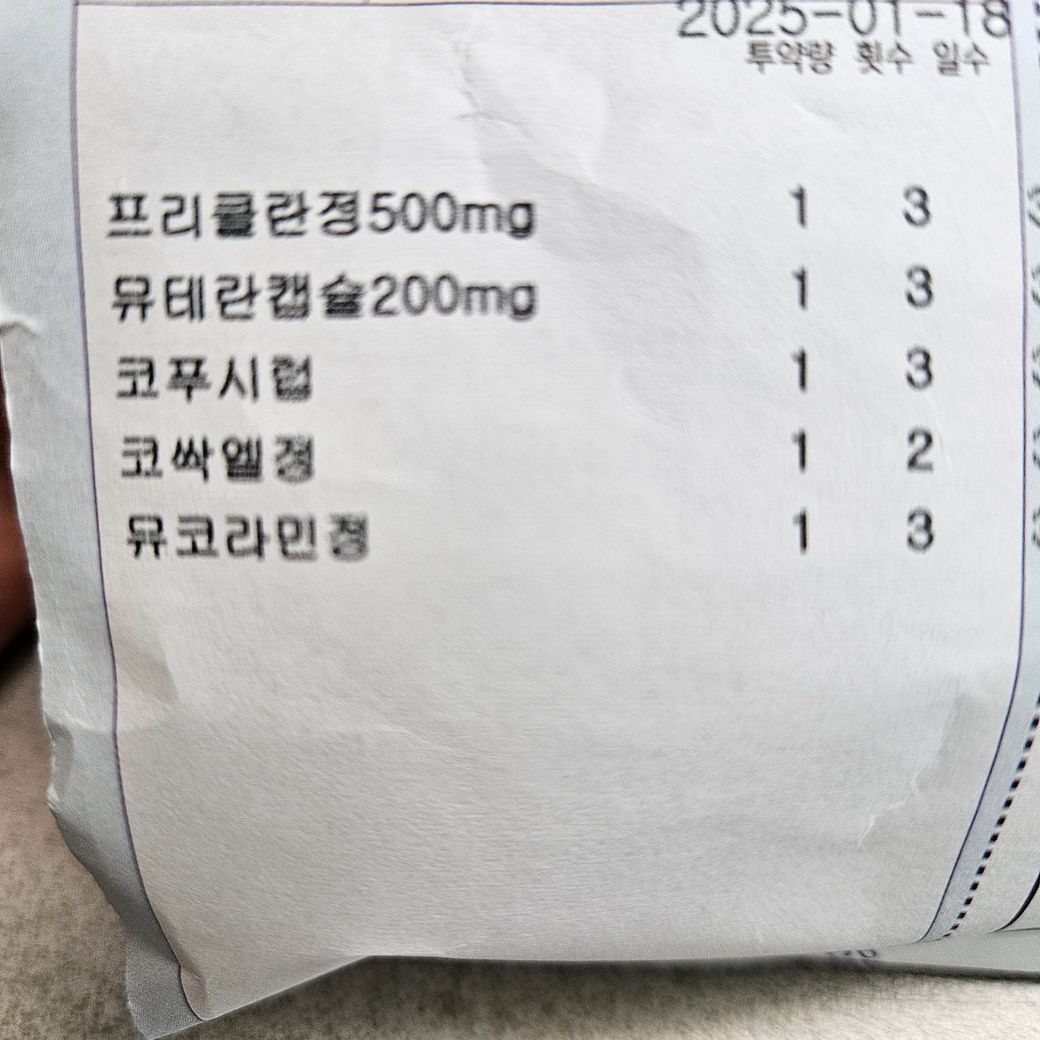 2025-01-18
투약량 횟수 일수
프리클란정500mg 1 3
뮤테란캡슐200mg 1 3
코푸시럽 1 3
코싹엘정 1 2
뮤코라민정 1 3